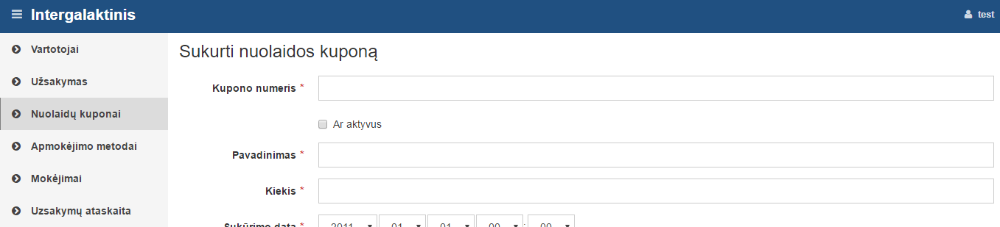 Intergalaktinis
test
Vartotojai
Užsakymas
Nuolaidų kuponai
Apmokėjimo metodai
Mokėjimai
Uzsakymų ataskaita
Sukurti nuolaidos kuponą
Kupono numeris *
Ar aktyvus
Pavadinimas *
Kiekis *
Sukūrimo data * 2011 01 01 00 : 00